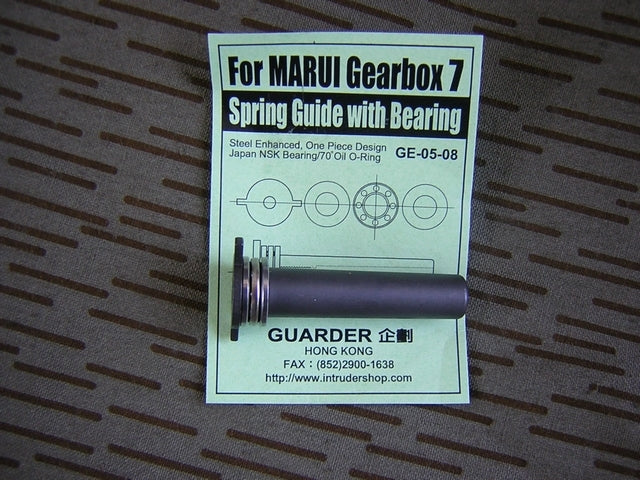 For MARUI Gearbox 7
Spring Guide with Bearing
Steel Enhanced, One Piece Design
Japan NSK Bearing/70°Oil O-Ring GE-05-08
GUARDER 企劃
HONG KONG
FAX：(852)2900-1638
http://www.intrudershop.com